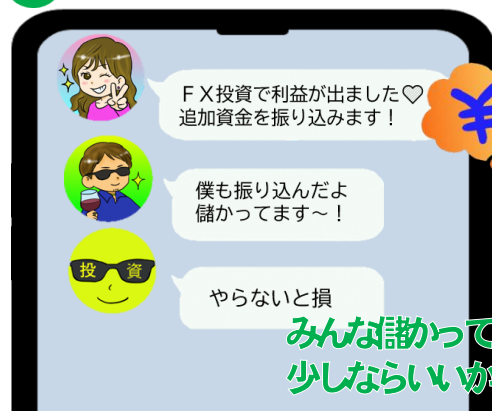 FX投資で利益が出ました♡
追加資金を振り込みます！
¥
僕も振り込んだよ
儲かってます～！
投資
やらないと損
みんな儲かって
少しならいいか